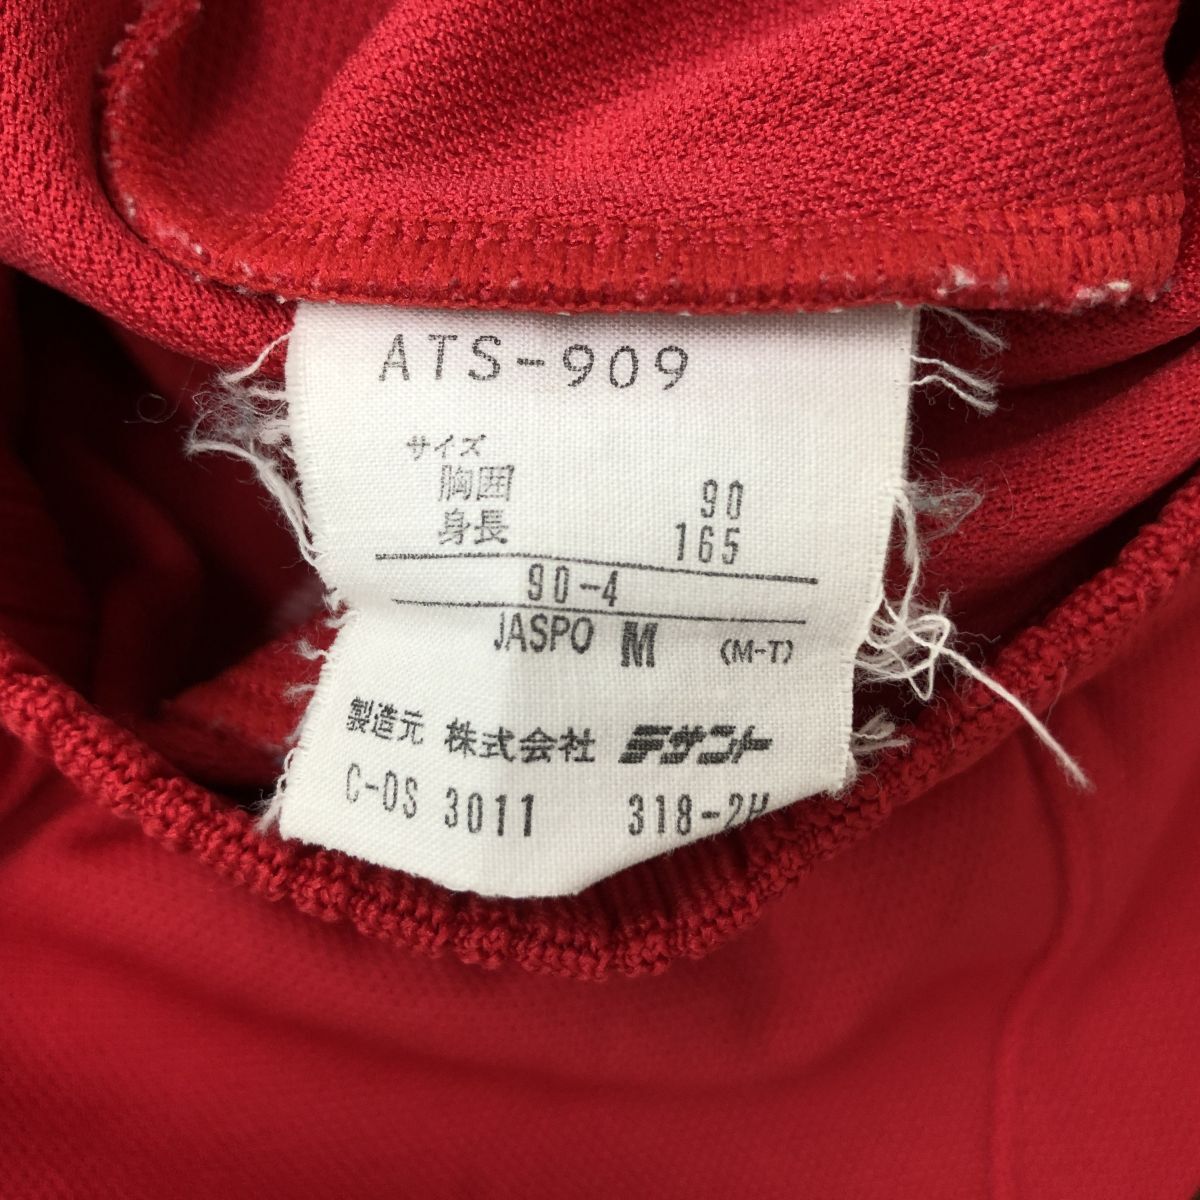 ATS-909
サイズ
胸囲 90
身長 165
90-4
JASPO M (M-T)
製造元 株式会社 デサント
C-OS 3011 318-2H